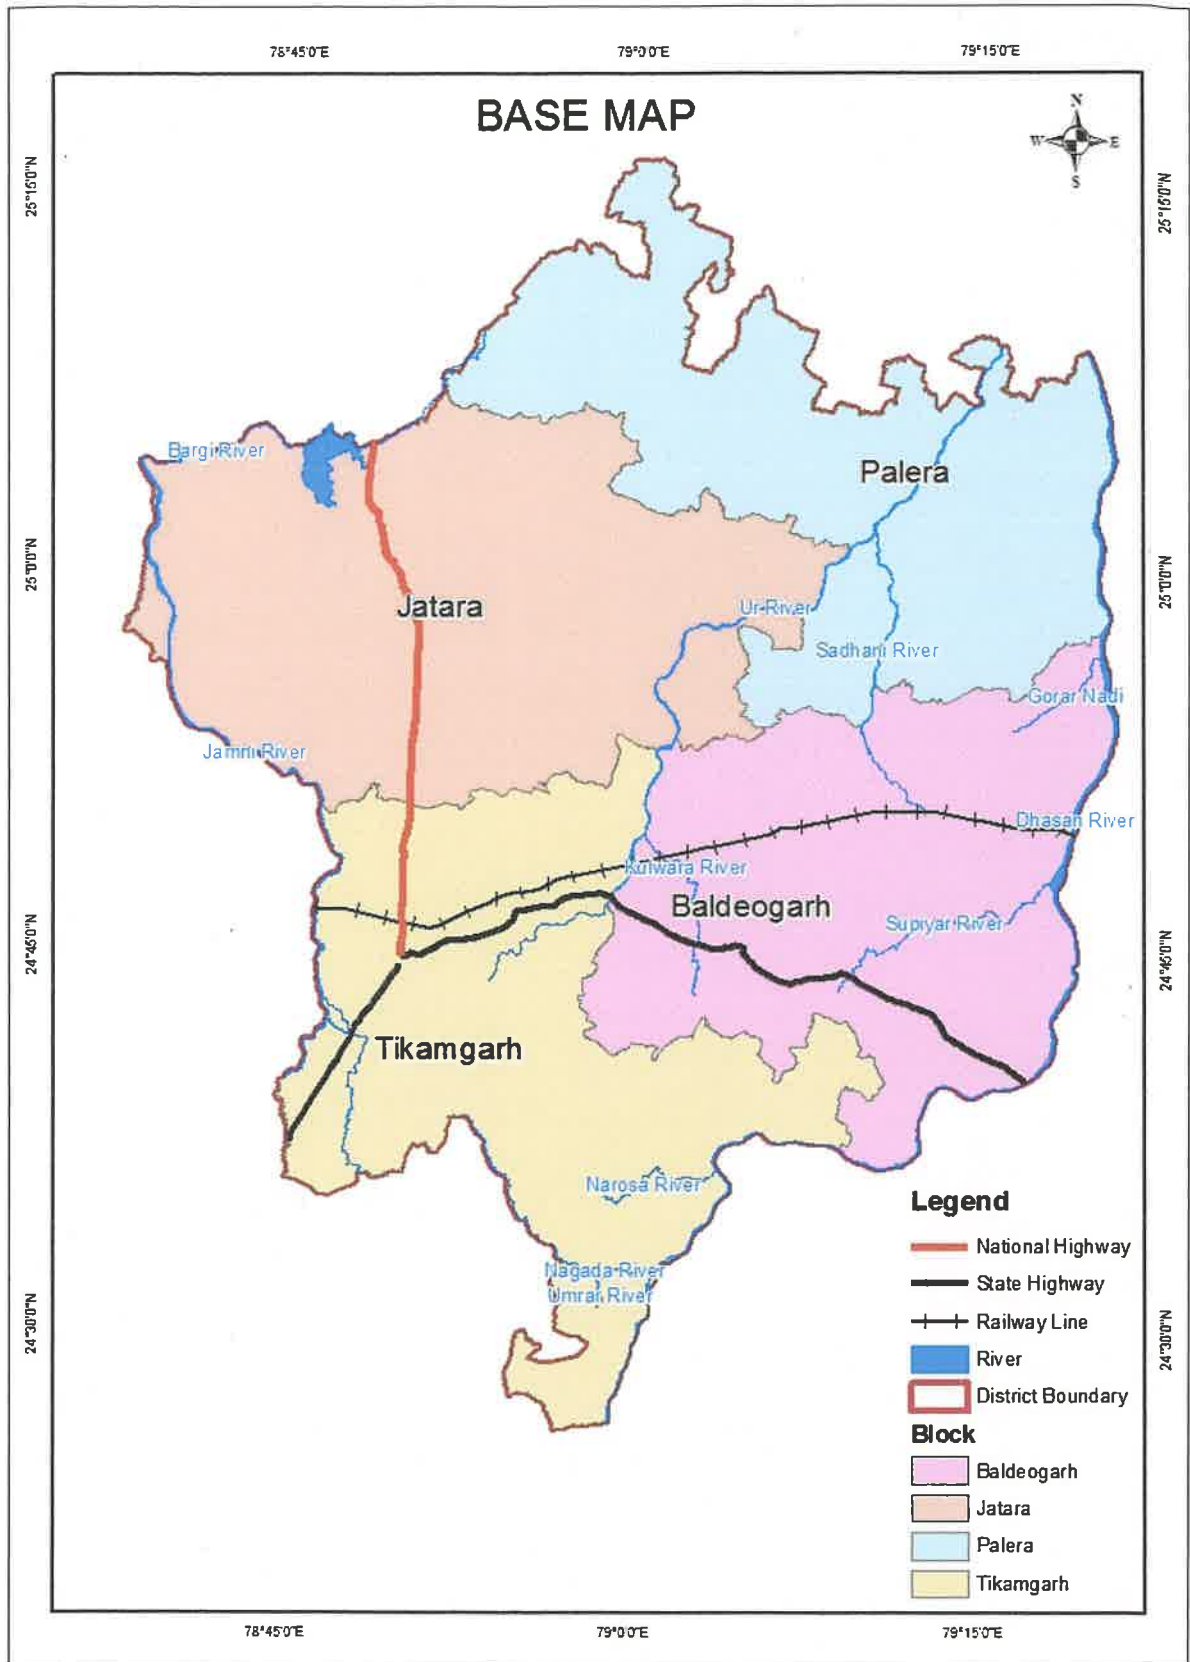 78°45'0"E 79°0'0"E 79°15'0"E
BASE MAP
N
W E
S
25°15'0"N 25°15'0"N
Bargi River
Palera
25°0'0"N 25°0'0"N
Jatara
Ur River
Sadhani River
Gorar Nadi
Jamni River
Dhasan River
Kulwara River
Baldeogarh
Supiyar River
24°45'0"N 24°45'0"N
Tikamgarh
Narosa River
Nagada River
Umrar River
24°30'0"N 24°30'0"N
Legend
National Highway
State Highway
Railway Line
River
District Boundary
Block
Baldeogarh
Jatara
Palera
Tikamgarh
78°45'0"E 79°0'0"E 79°15'0"E